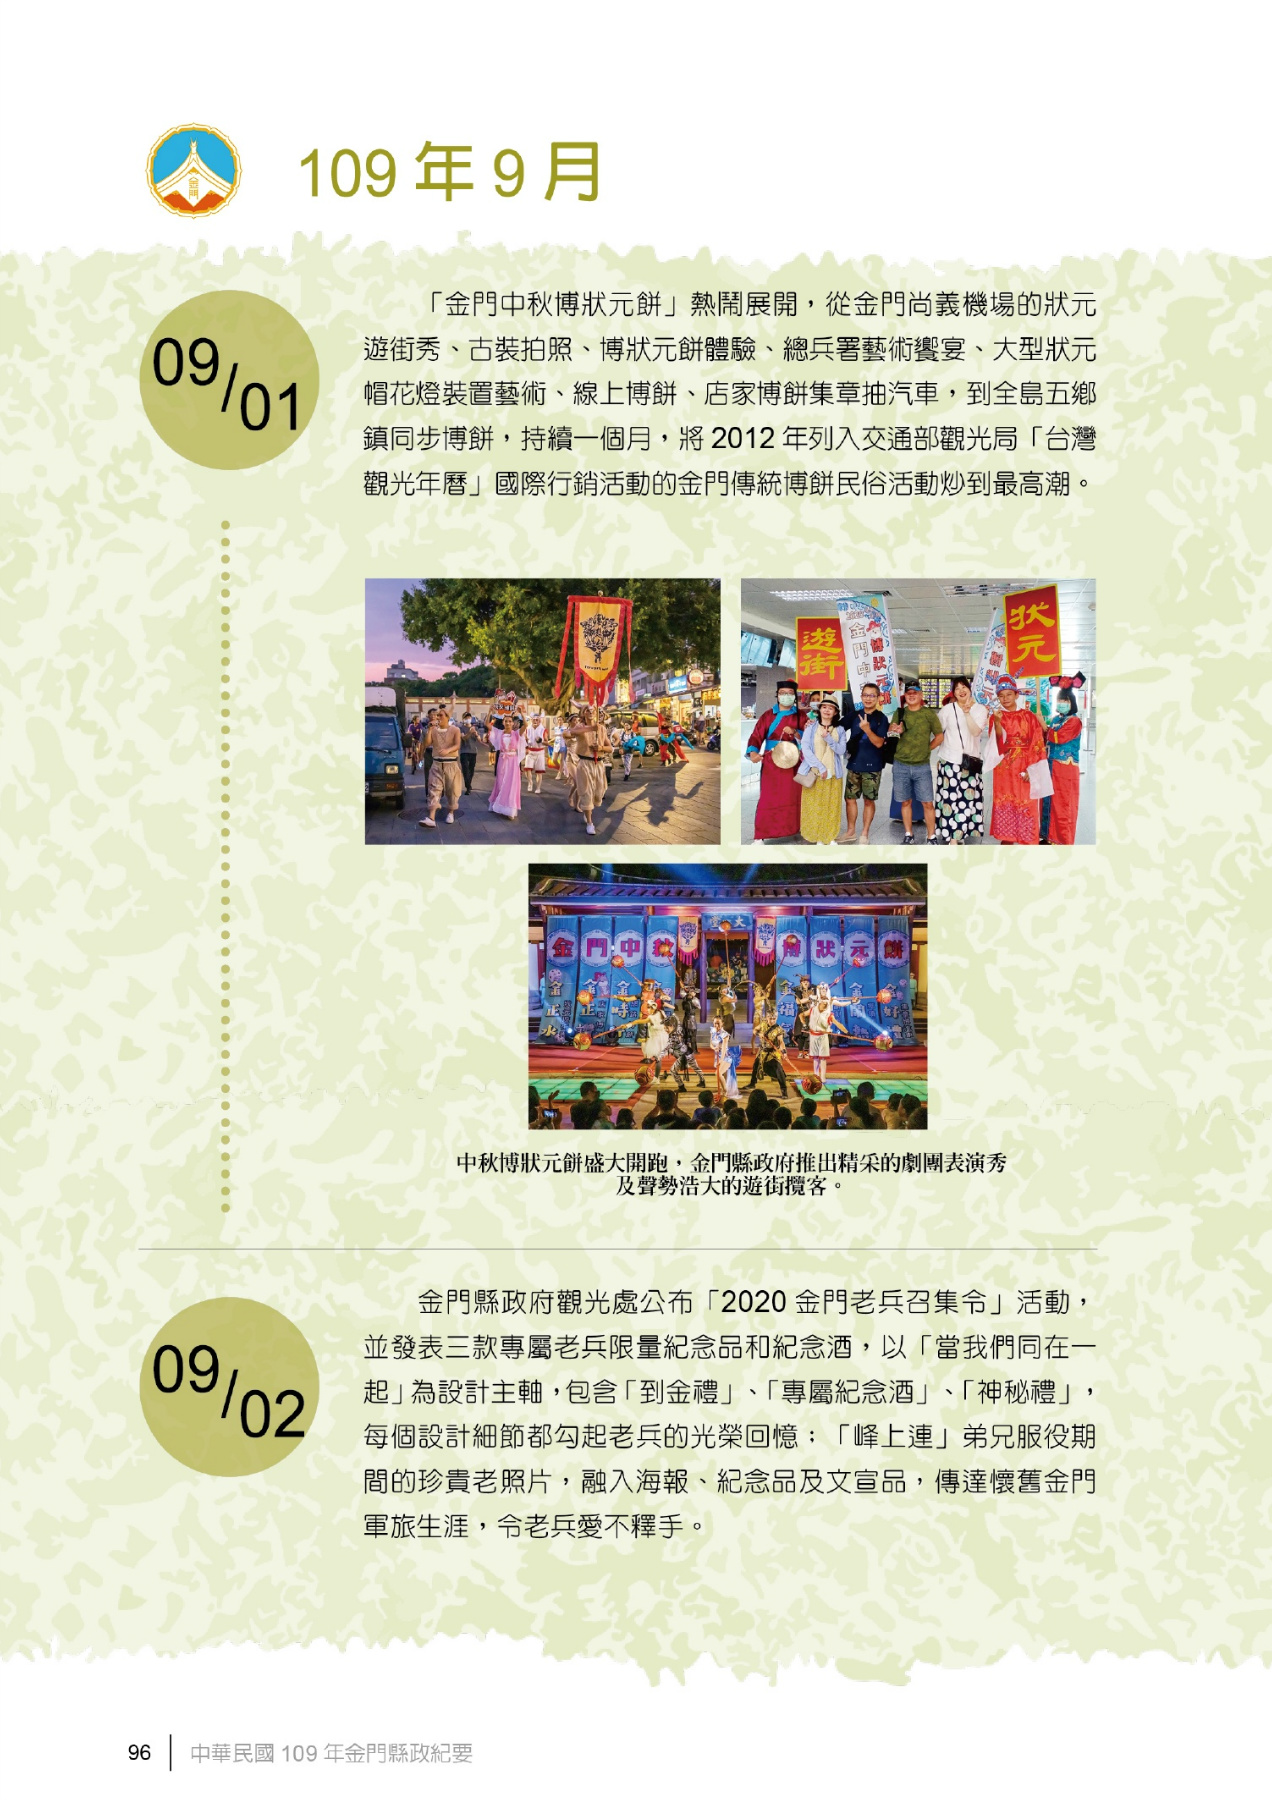 金門
109 年 9 月
09/01
「金門中秋博狀元餅」熱鬧展開，從金門尚義機場的狀元
遊街秀、古裝拍照、博狀元餅體驗、總兵署藝術饗宴、大型狀元
帽花燈裝置藝術、線上博餅、店家博餅集章抽汽車，到全島五鄉
鎮同步博餅，持續一個月，將 2012 年列入交通部觀光局「台灣
觀光年曆」國際行銷活動的金門傳統博餅民俗活動炒到最高潮。
遊街
金門中
博狀元
狀元
金門中秋 博狀元餅
中秋博狀元餅盛大開跑，金門縣政府推出精采的劇團表演秀
及聲勢浩大的遊街攬客。
09/02
金門縣政府觀光處公布「2020 金門老兵召集令」活動，
並發表三款專屬老兵限量紀念品和紀念酒，以「當我們同在一
起」為設計主軸，包含「到金禮」、「專屬紀念酒」、「神秘禮」，
每個設計細節都勾起老兵的光榮回憶；「峰上連」弟兄服役期
間的珍貴老照片，融入海報、紀念品及文宣品，傳達懷舊金門
軍旅生涯，令老兵愛不釋手。
96 中華民國 109 年金門縣政紀要